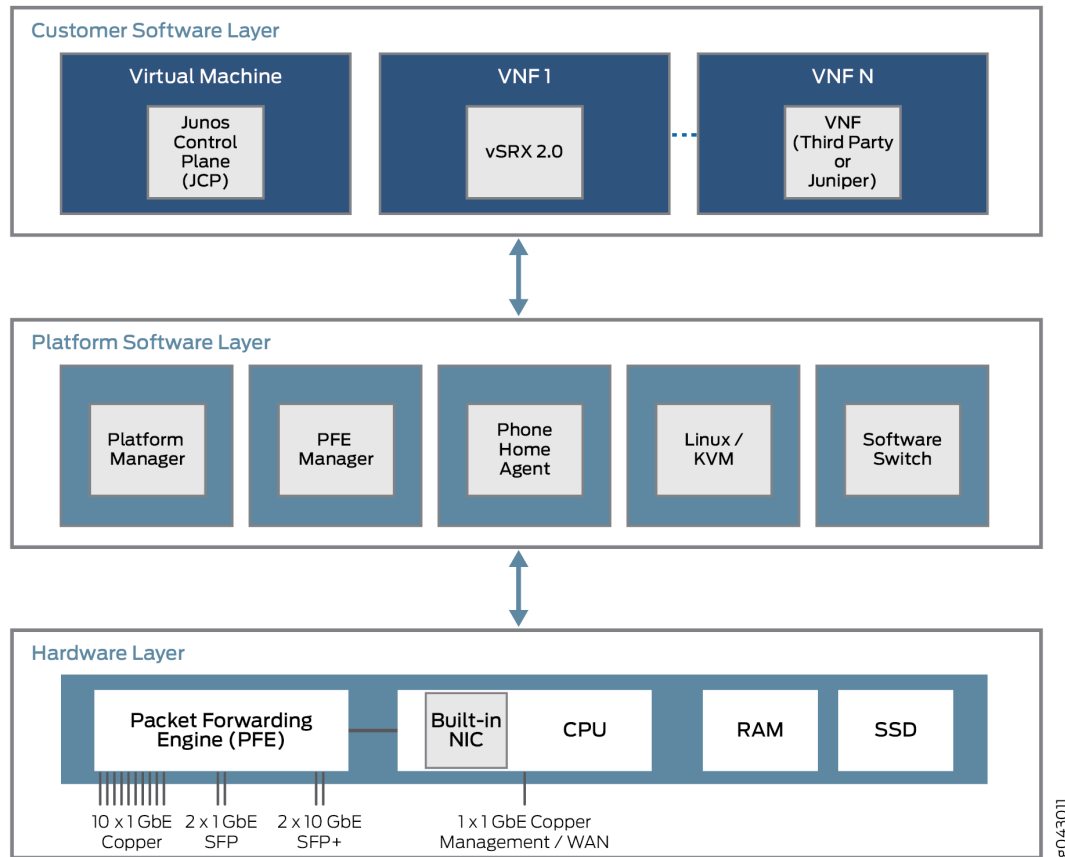 Customer Software Layer
Virtual Machine
Junos
Control
Plane
(JCP)
VNF 1
vSRX 2.0
VNF N
VNF
(Third Party
or
Juniper)
Platform Software Layer
Platform
Manager
PFE
Manager
Phone
Home
Agent
Linux /
KVM
Software
Switch
Hardware Layer
Packet Forwarding
Engine (PFE)
Built-in
NIC
CPU
RAM
SSD
10 x 1 GbE
Copper
2 x 1 GbE
SFP
2 x 10 GbE
SFP+
1 x 1 GbE Copper
Management / WAN
g043011